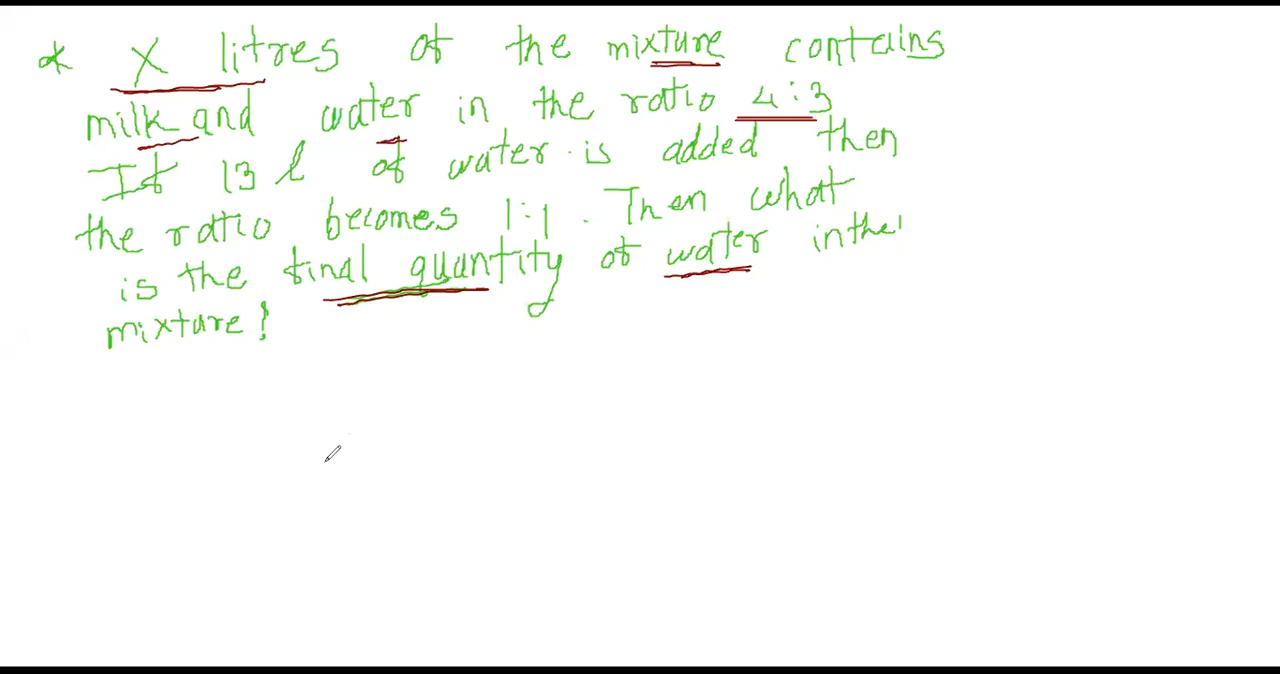 * X litres of the mixture contains
milk and water in the ratio 4:3
If 13 l of water is added then
the ratio becomes 1:1. Then what
is the final quantity of water in the
mixture?